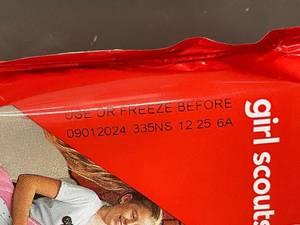 USE OR FREEZE BEFORE
09012024 335NS 12 25 6A
girl scouts